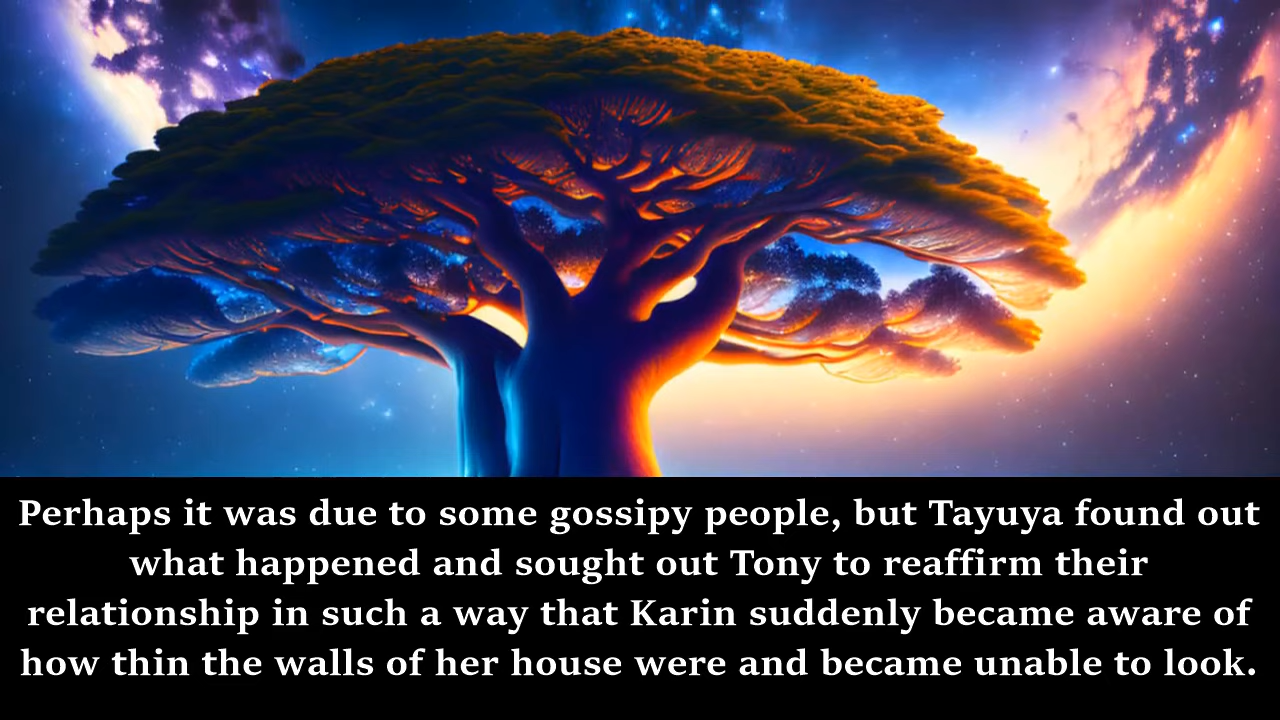 Perhaps it was due to some gossipy people, but Tayuya found out
what happened and sought out Tony to reaffirm their
relationship in such a way that Karin suddenly became aware of
how thin the walls of her house were and became unable to look.